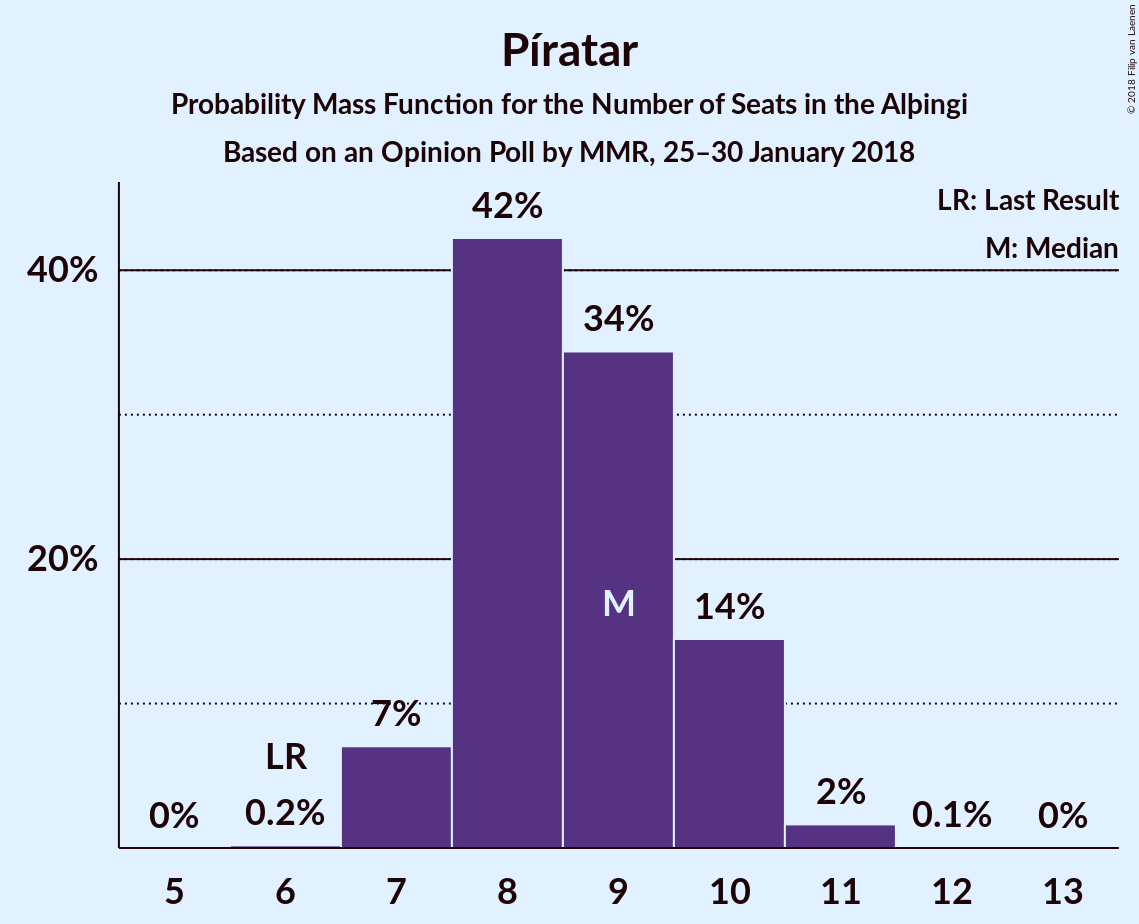 Píratar
Probability Mass Function for the Number of Seats in the Alþingi
Based on an Opinion Poll by MMR, 25–30 January 2018
© 2018 Filip van Laenen
LR: Last Result
M: Median
42%
40%
34%
20%
M
14%
7%
LR
0%
0.2%
2%
0.1%
0%
5 6 7 8 9 10 11 12 13